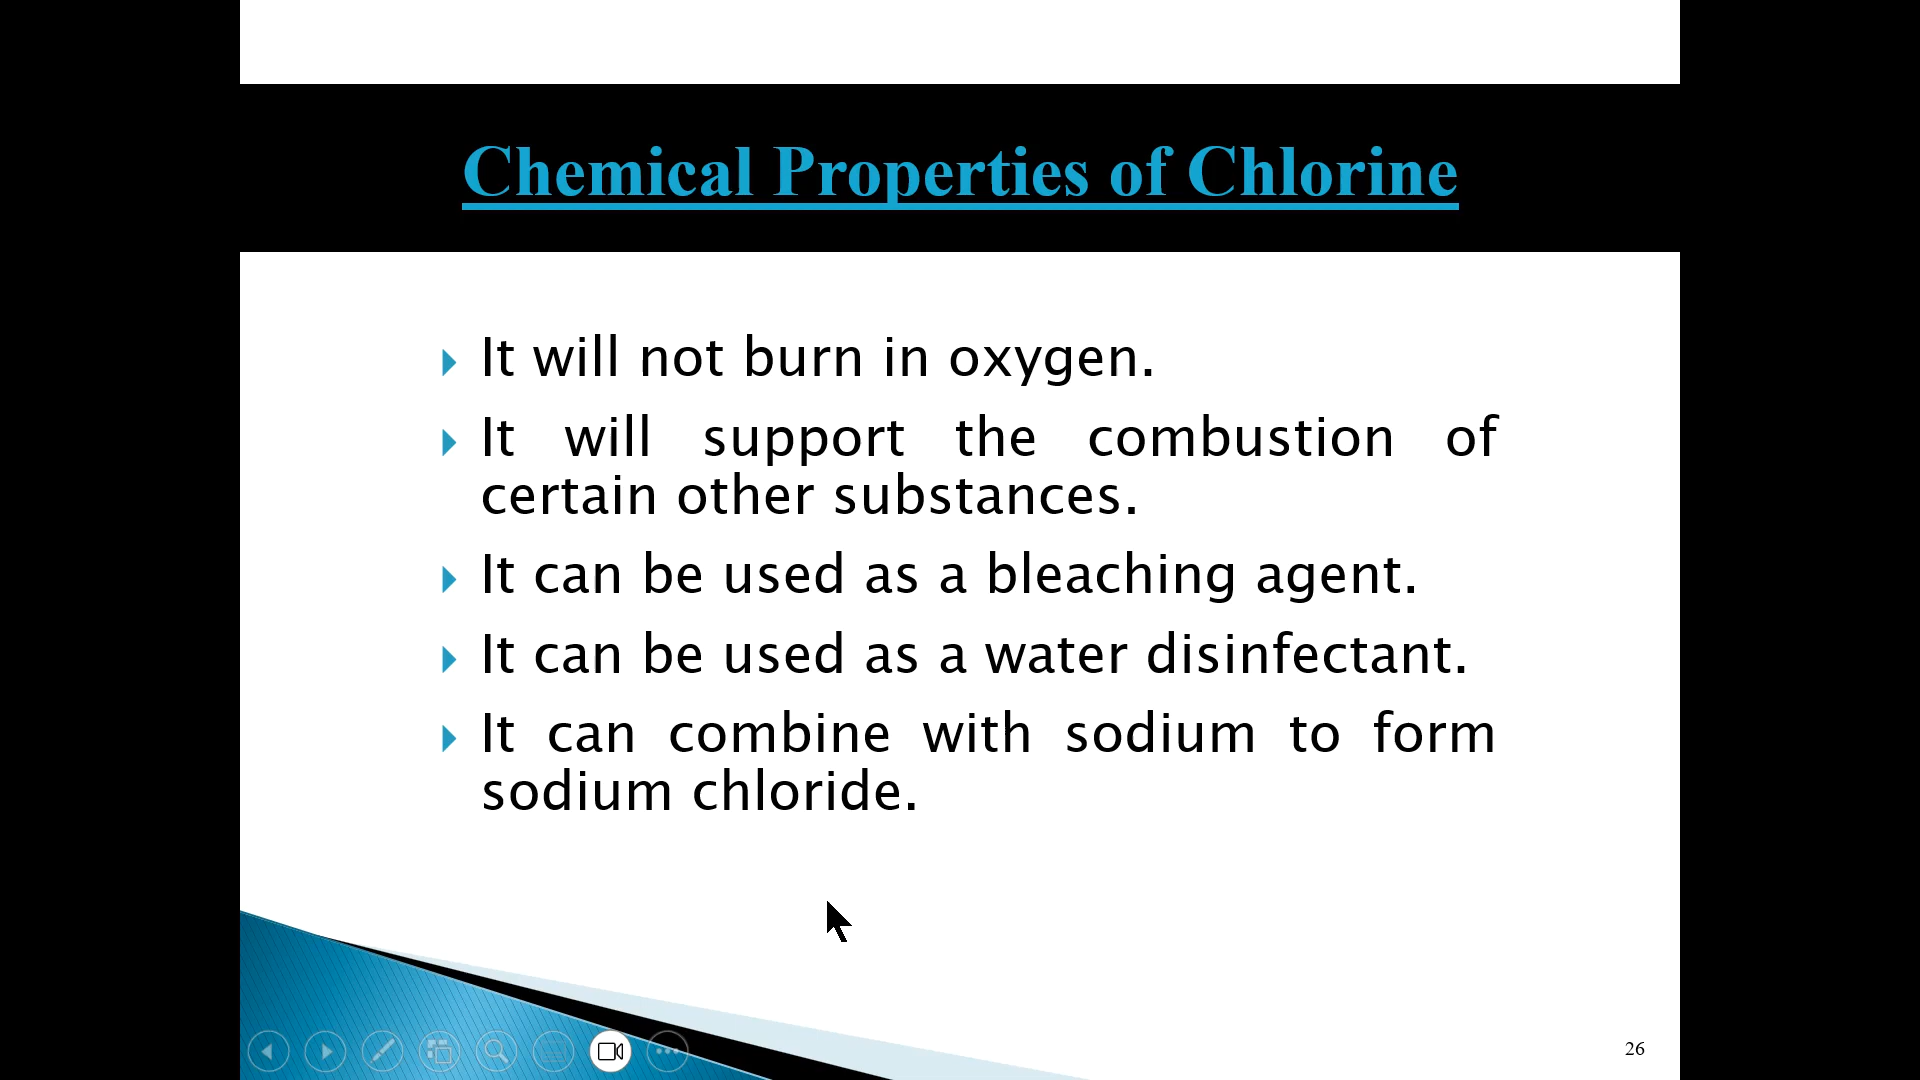 Chemical Properties of Chlorine
It will not burn in oxygen.
It will support the combustion of
certain other substances.
It can be used as a bleaching agent.
It can be used as a water disinfectant.
It can combine with sodium to form
sodium chloride.
26